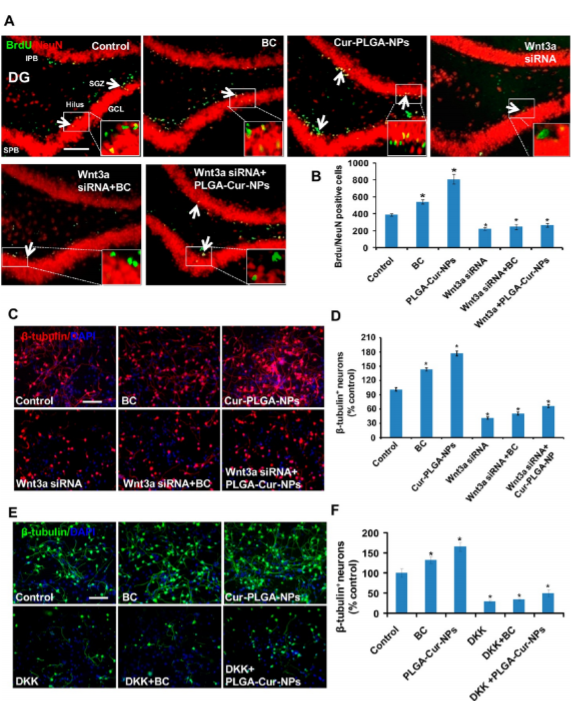 A
BrdU/NeuN
Control
IPB
DG
SGZ
Hilus
GCL
SPB
BC
Cur-PLGA-NPs
Wnt3a
siRNA
Wnt3a
siRNA+BC
Wnt3a siRNA+
PLGA-Cur-NPs
B
Brdu/NeuN positive cells
1000
800
600
400
200
0
Control
BC
PLGA-Cur-NPs
Wnt3a siRNA
Wnt3a siRNA+BC
Wnt3a +PLGA-Cur-NPs
* * * * *
C
β-tubulin/DAPI
Control
BC
Cur-PLGA-NPs
Wnt3a siRNA
Wnt3a siRNA+BC
Wnt3a siRNA+
PLGA-Cur-NPs
D
β-tubulin⁺ neurons
(% control)
210
180
150
120
90
60
30
0
Control
BC
Cur-PLGA-NPs
Wnt3a siRNA
Wnt3a siRNA+BC
Wnt3a siRNA+
Cur-PLGA-NP
* * * * *
E
β-tubulin/DAPI
Control
BC
Cur-PLGA-NPs
DKK
DKK+BC
DKK+
PLGA-Cur-NPs
F
β-tubulin⁺ neurons
(% control)
200
150
100
50
0
Control
BC
PLGA-Cur-NPs
DKK
DKK+BC
DKK +PLGA-Cur-NPs
* * * * *